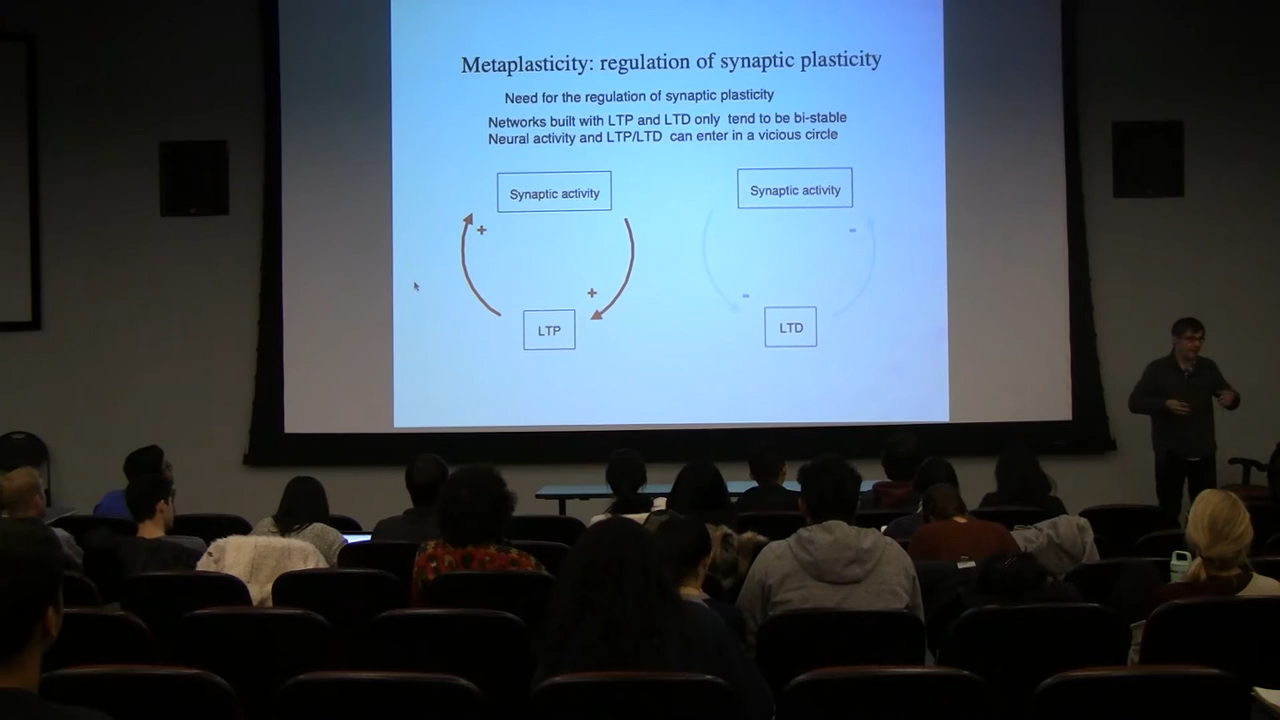 Metaplasticity: regulation of synaptic plasticity
Need for the regulation of synaptic plasticity
Networks built with LTP and LTD only tend to be bi-stable
Neural activity and LTP/LTD can enter in a vicious circle
Synaptic activity
Synaptic activity
+
-
+
-
LTP
LTD